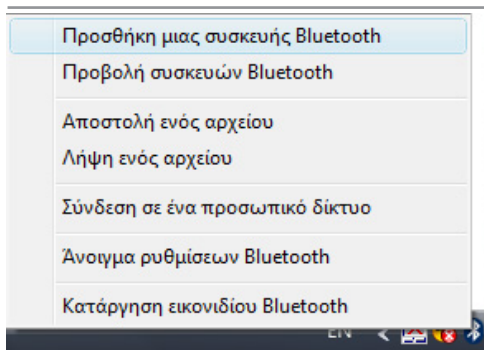 Προσθήκη μιας συσκευής Bluetooth
Προβολή συσκευών Bluetooth
Αποστολή ενός αρχείου
Λήψη ενός αρχείου
Σύνδεση σε ένα προσωπικό δίκτυο
Άνοιγμα ρυθμίσεων Bluetooth
Κατάργηση εικονιδίου Bluetooth
EN